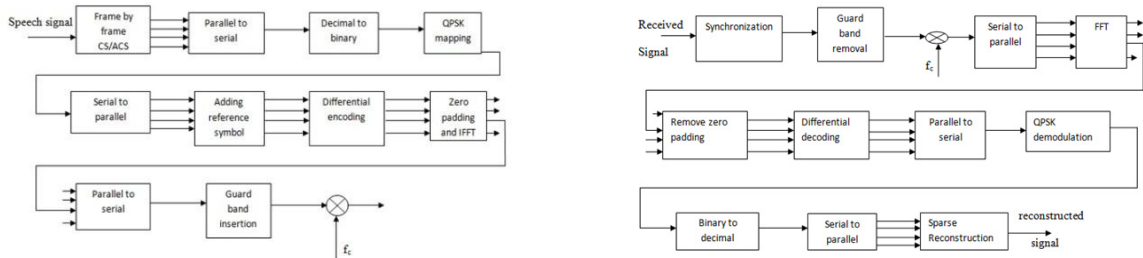 Speech signal
Frame by
frame
CS/ACS
Parallel to
serial
Decimal to
binary
QPSK
mapping
Serial to
parallel
Adding
reference
symbol
Differential
encoding
Zero
padding
and IFFT
Parallel to
serial
Guard
band
insertion
fc
Received
Signal
Synchronization
Guard
band
removal
fc
Serial to
parallel
FFT
Remove zero
padding
Differential
decoding
Parallel to
serial
QPSK
demodulation
Binary to
decimal
Serial to
parallel
Sparse
Reconstruction
reconstructed
signal